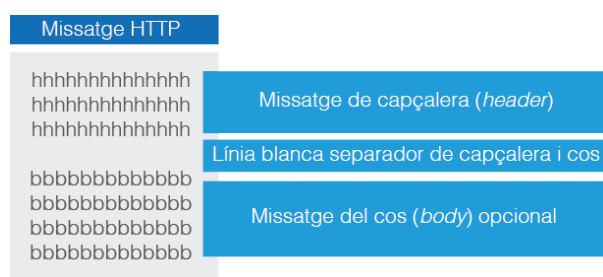 Missatge HTTP
hhhhhhhhhhhhhh
hhhhhhhhhhhhhh
hhhhhhhhhhhhhh
Missatge de capçalera (header)
Línia blanca separador de capçalera i cos
bbbbbbbbbbbbb
bbbbbbbbbbbbb
bbbbbbbbbbbbb
bbbbbbbbbbbbb
Missatge del cos (body) opcional